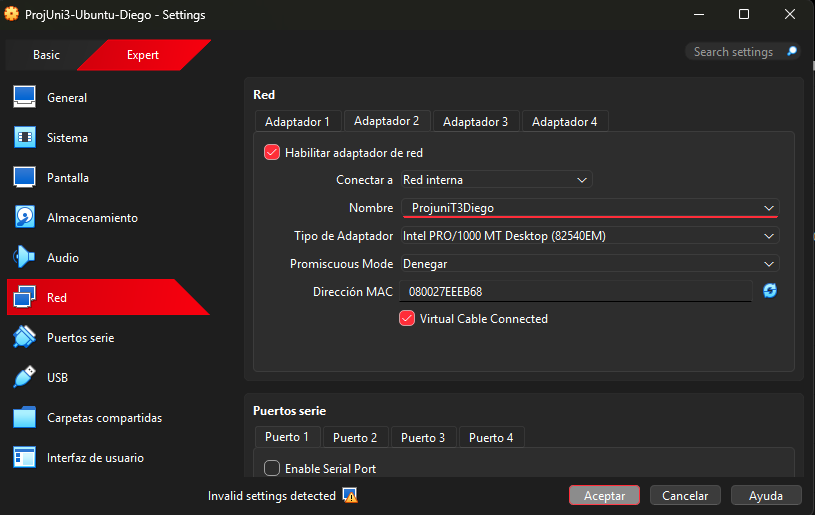 ProjUni3-Ubuntu-Diego - Settings
Basic
Expert
Search settings
General
Sistema
Pantalla
Almacenamiento
Audio
Red
Puertos serie
USB
Carpetas compartidas
Interfaz de usuario
Red
Adaptador 1
Adaptador 2
Adaptador 3
Adaptador 4
Habilitar adaptador de red
Conectar a Red interna
Nombre ProjuniT3Diego
Tipo de Adaptador Intel PRO/1000 MT Desktop (82540EM)
Promiscuous Mode Denegar
Dirección MAC 080027EEEB68
Virtual Cable Connected
Puertos serie
Puerto 1
Puerto 2
Puerto 3
Puerto 4
Enable Serial Port
Invalid settings detected
Aceptar
Cancelar
Ayuda